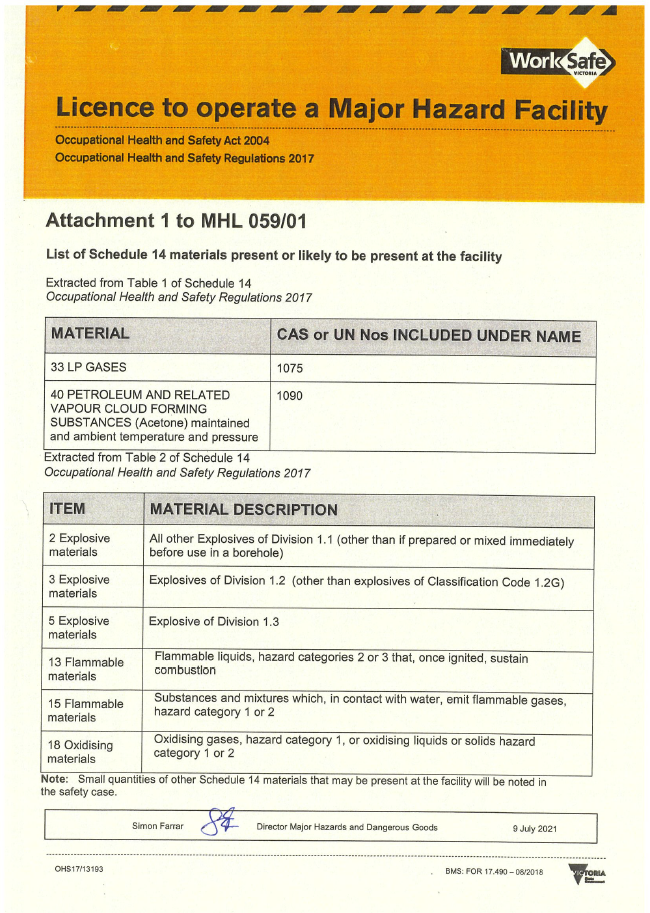 WorkSafe
VICTORIA
Licence to operate a Major Hazard Facility
Occupational Health and Safety Act 2004
Occupational Health and Safety Regulations 2017
Attachment 1 to MHL 059/01
List of Schedule 14 materials present or likely to be present at the facility
Extracted from Table 1 of Schedule 14
Occupational Health and Safety Regulations 2017
MATERIAL CAS or UN Nos INCLUDED UNDER NAME
33 LP GASES 1075
40 PETROLEUM AND RELATED 1090
VAPOUR CLOUD FORMING
SUBSTANCES (Acetone) maintained
and ambient temperature and pressure
Extracted from Table 2 of Schedule 14
Occupational Health and Safety Regulations 2017
ITEM MATERIAL DESCRIPTION
2 Explosive All other Explosives of Division 1.1 (other than if prepared or mixed immediately
materials before use in a borehole)
3 Explosive Explosives of Division 1.2 (other than explosives of Classification Code 1.2G)
materials
5 Explosive Explosive of Division 1.3
materials
13 Flammable Flammable liquids, hazard categories 2 or 3 that, once ignited, sustain
materials combustion
15 Flammable Substances and mixtures which, in contact with water, emit flammable gases,
materials hazard category 1 or 2
18 Oxidising Oxidising gases, hazard category 1, or oxidising liquids or solids hazard
materials category 1 or 2
Note: Small quantities of other Schedule 14 materials that may be present at the facility will be noted in
the safety case.
Simon Farrar Director Major Hazards and Dangerous Goods 9 July 2021
OHS17/13193 BMS: FOR 17.490 – 08/2018
VICTORIA